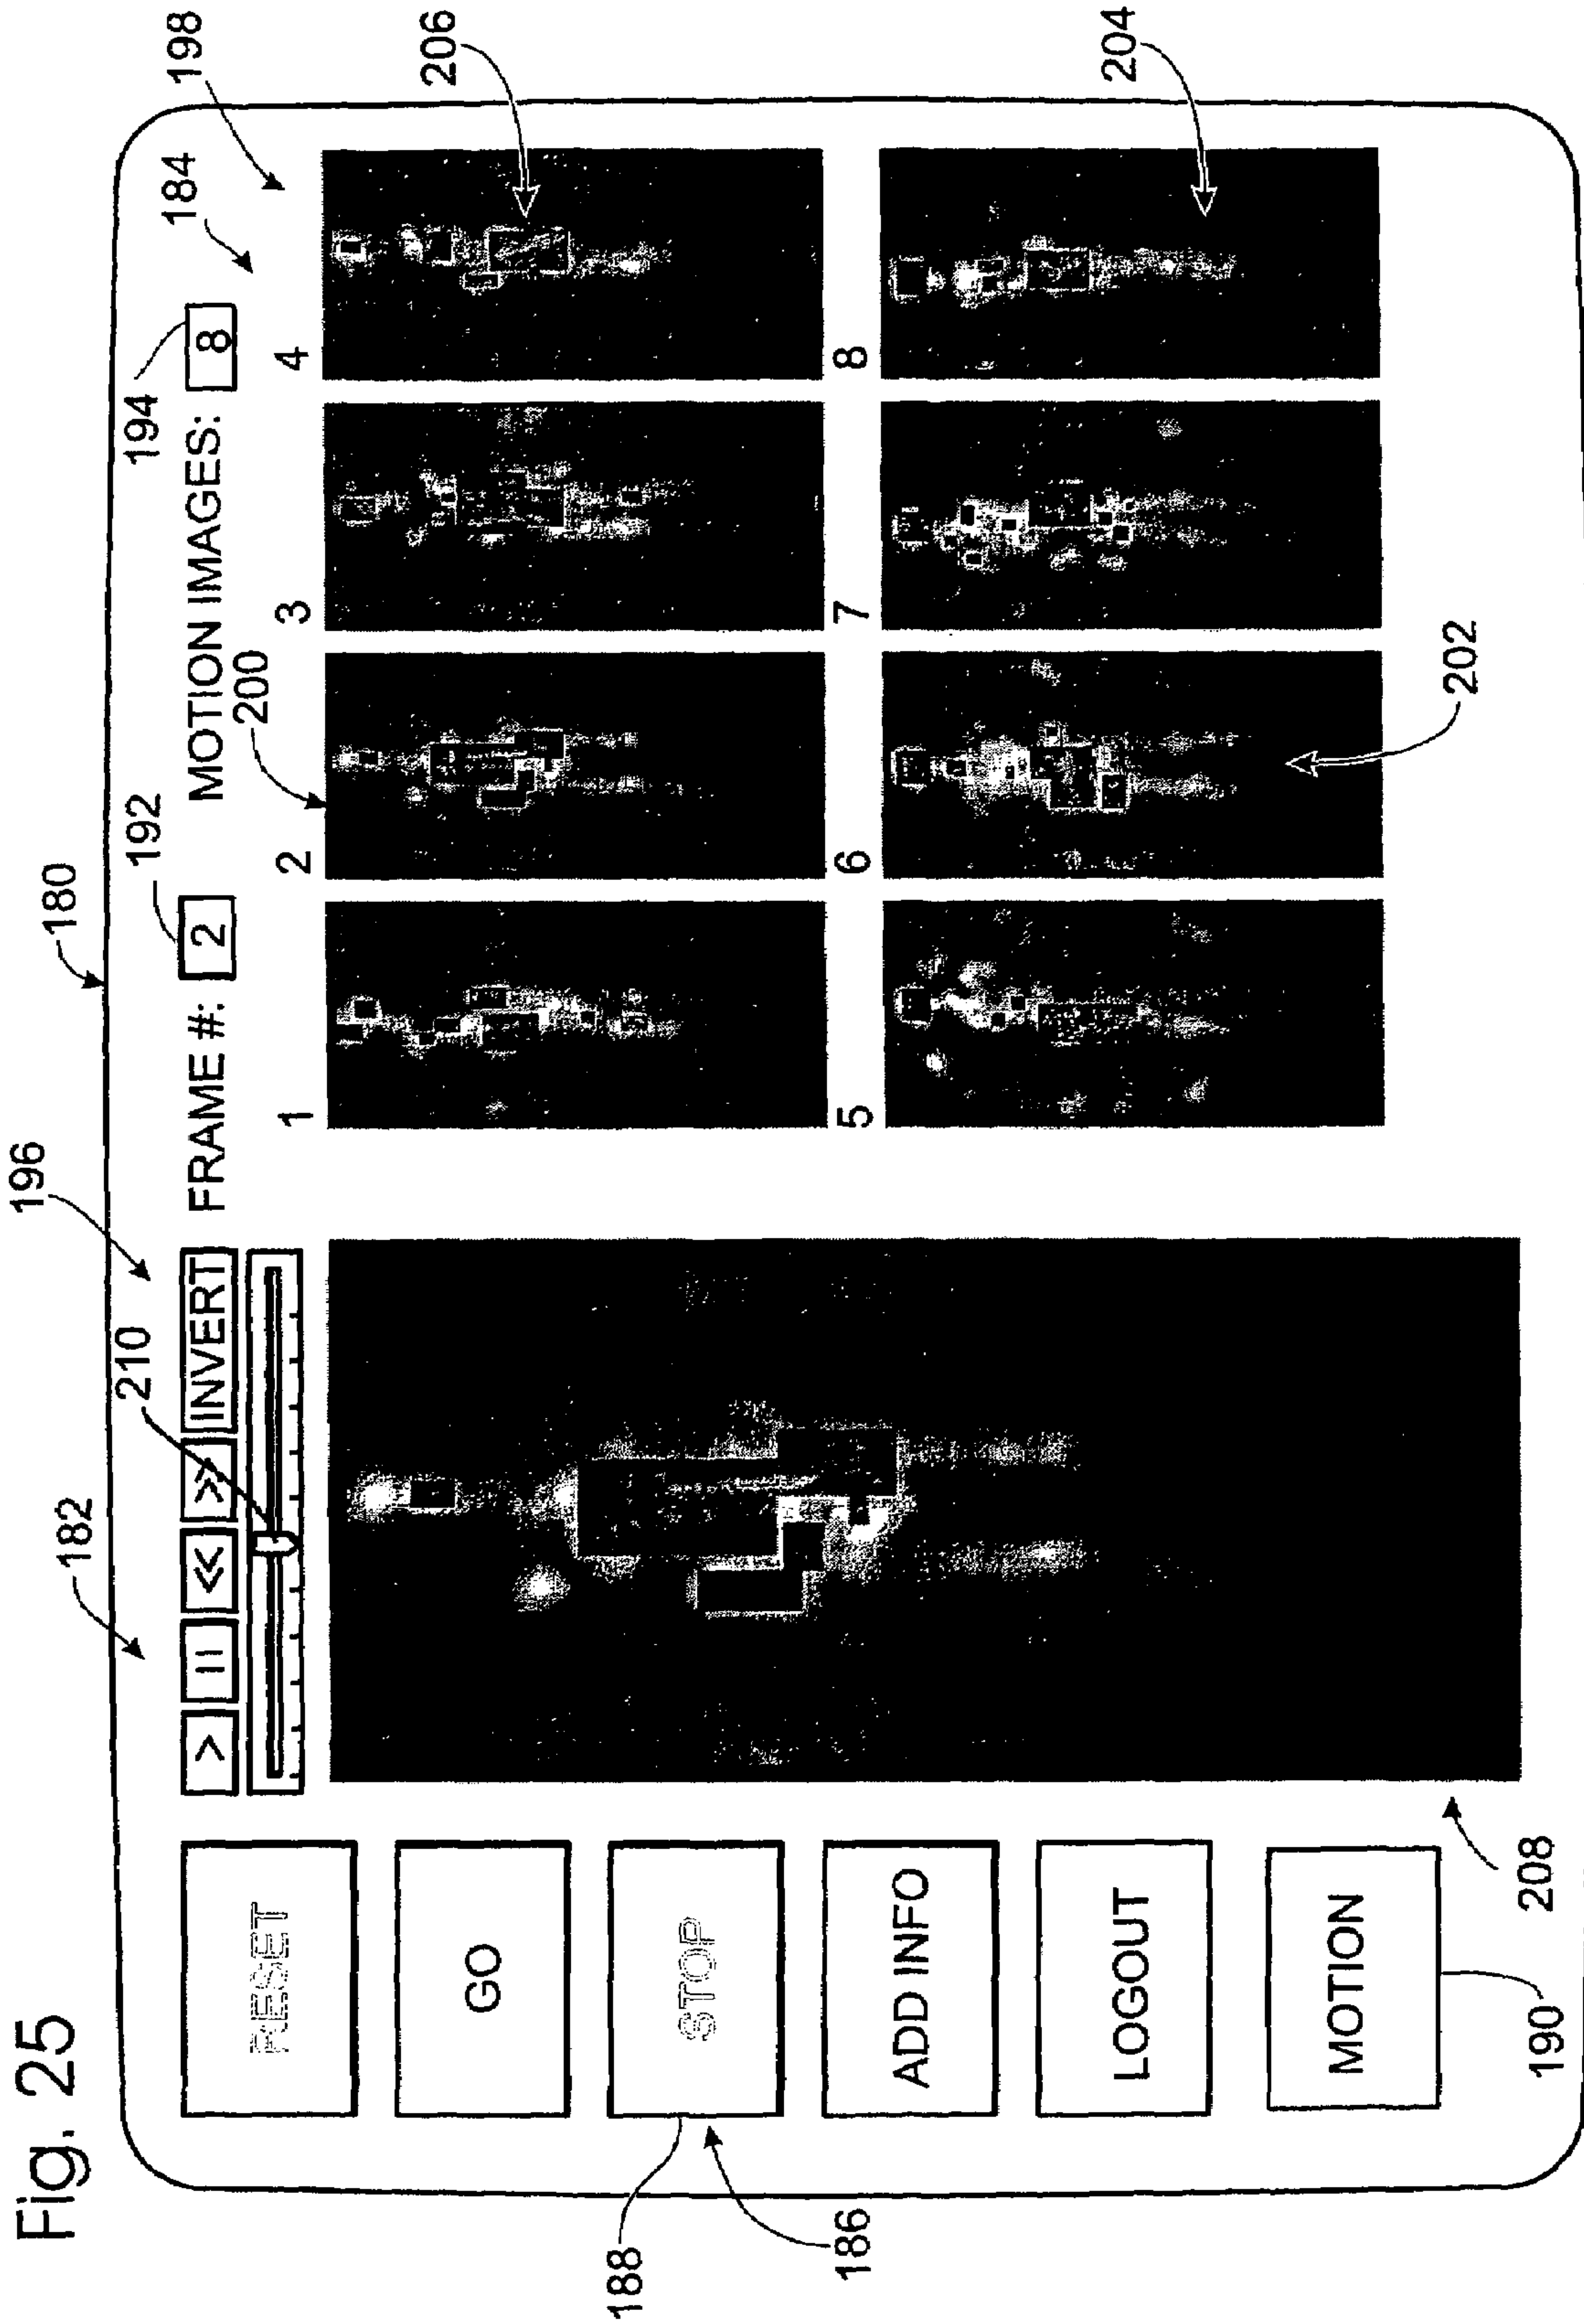 Fig. 25
180
182
196
184
198
210
192
194
> II << >> INVERT
FRAME #: 2
MOTION IMAGES: 8
200
RESET
GO
STOP
ADD INFO
LOGOUT
MOTION
1
2
3
4
206
5
6
7
8
204
202
188
186
190
208